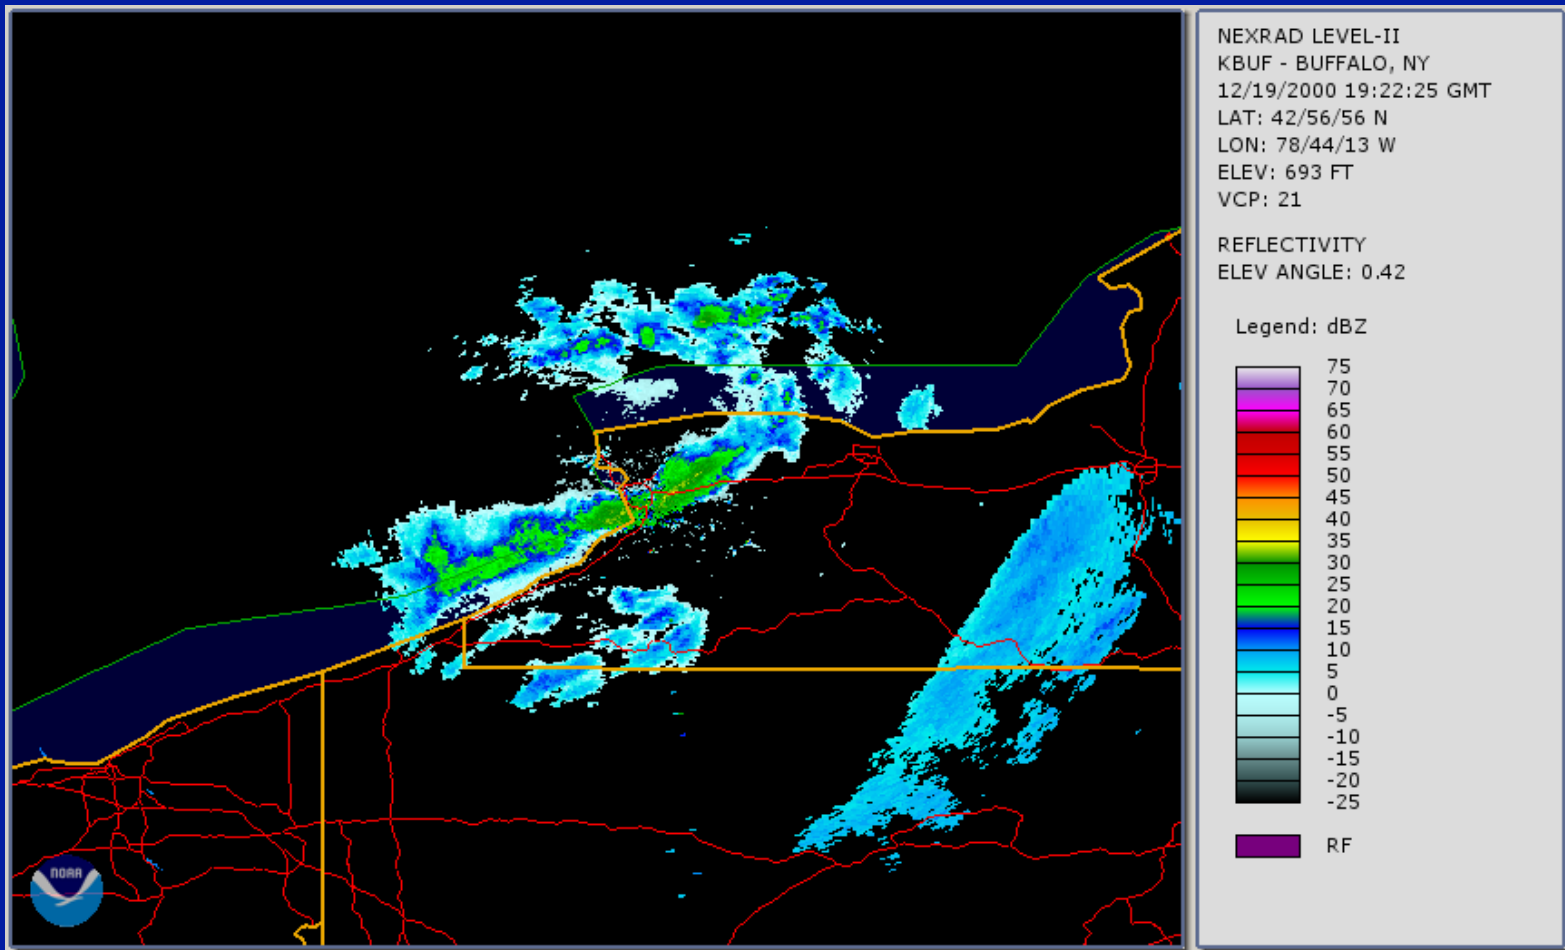 NEXRAD LEVEL-II
KBUF - BUFFALO, NY
12/19/2000 19:22:25 GMT
LAT: 42/56/56 N
LON: 78/44/13 W
ELEV: 693 FT
VCP: 21
REFLECTIVITY
ELEV ANGLE: 0.42
Legend: dBZ
75
70
65
60
55
50
45
40
35
30
25
20
15
10
5
0
-5
-10
-15
-20
-25
RF
NOAA